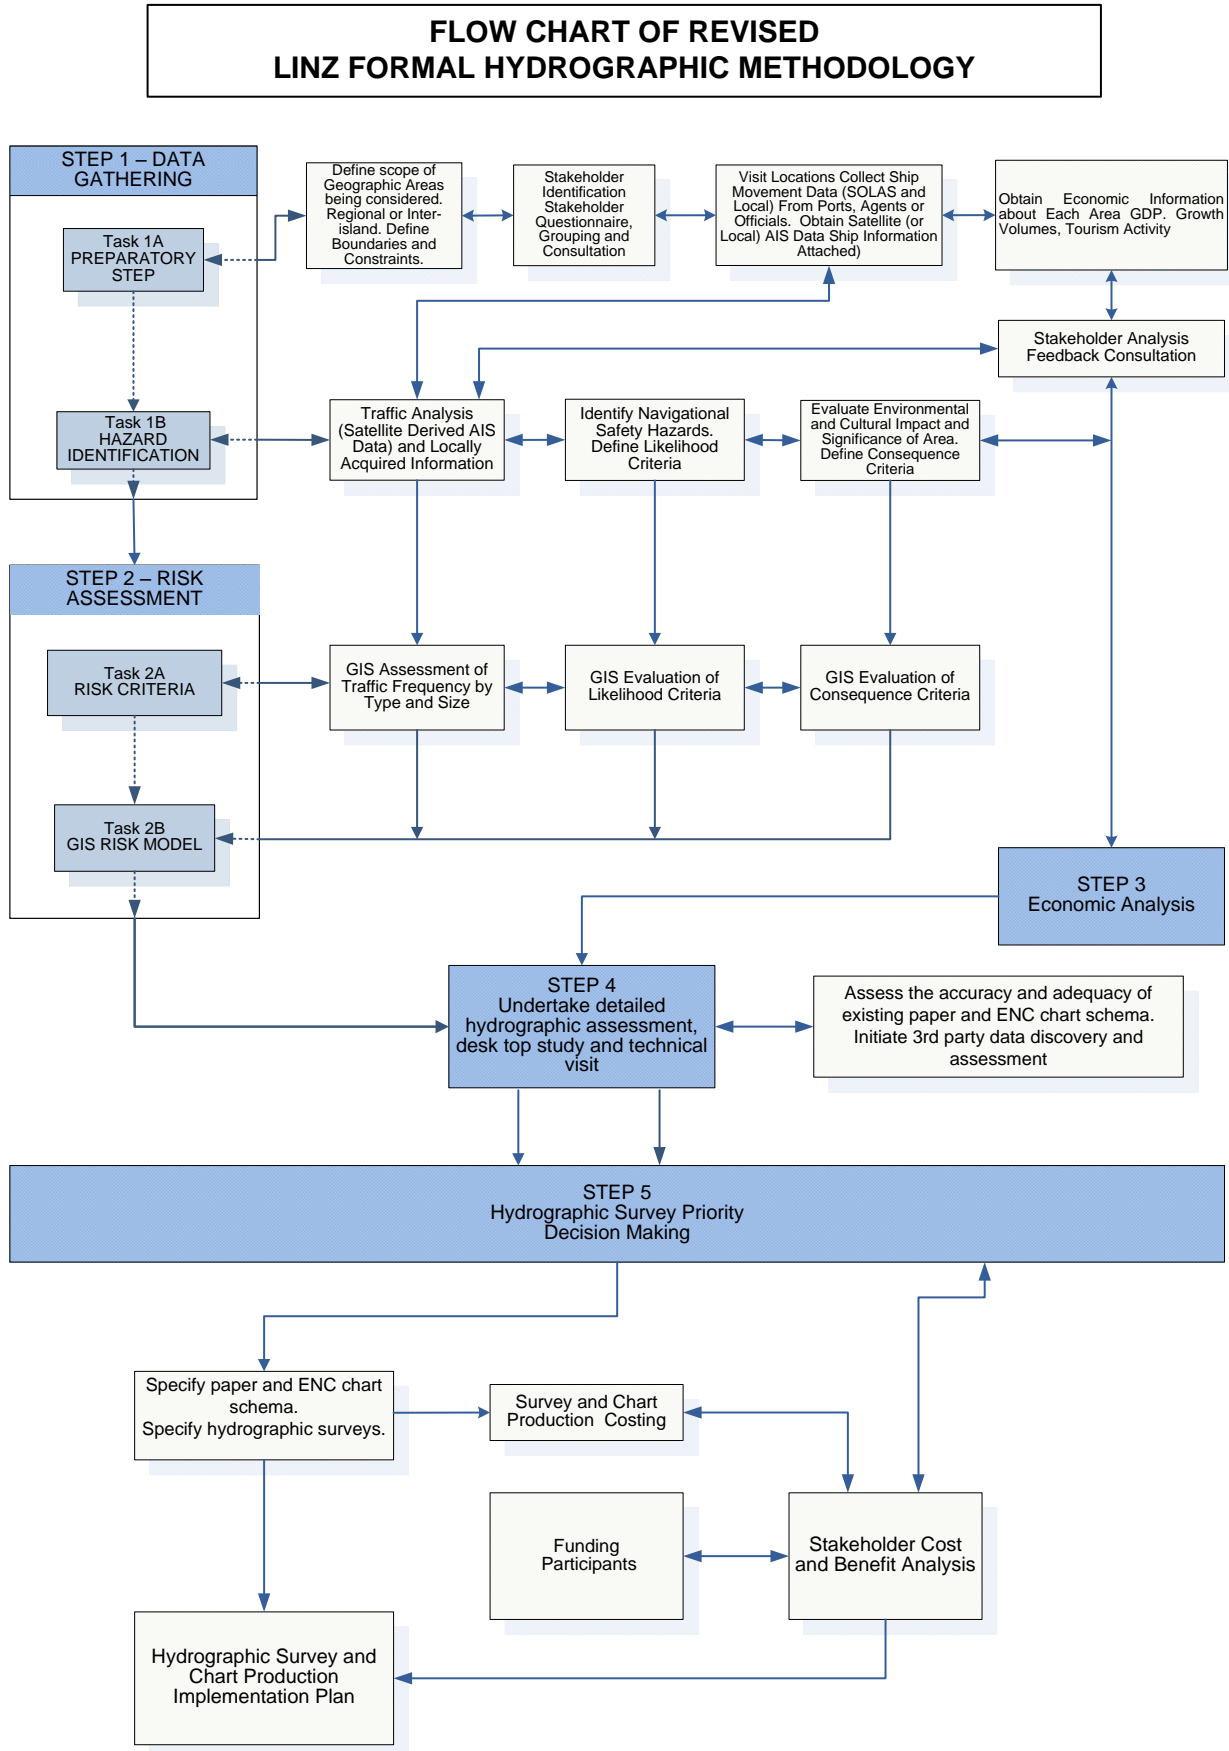 FLOW CHART OF REVISED
LINZ FORMAL HYDROGRAPHIC METHODOLOGY
STEP 1 – DATA
GATHERING
Task 1A
PREPARATORY
STEP
Define scope of
Geographic Areas
being considered.
Regional or Inter-
island. Define
Boundaries and
Constraints.
Stakeholder
Identification
Stakeholder
Questionnaire,
Grouping and
Consultation
Visit Locations Collect Ship
Movement Data (SOLAS and
Local) From Ports, Agents or
Officials. Obtain Satellite (or
Local) AIS Data Ship Information
Attached)
Obtain Economic Information
about Each Area GDP. Growth
Volumes, Tourism Activity
Stakeholder Analysis
Feedback Consultation
Task 1B
HAZARD
IDENTIFICATION
Traffic Analysis
(Satellite Derived AIS
Data) and Locally
Acquired Information
Identify Navigational
Safety Hazards.
Define Likelihood
Criteria
Evaluate Environmental
and Cultural Impact and
Significance of Area.
Define Consequence
Criteria
STEP 2 – RISK
ASSESSMENT
Task 2A
RISK CRITERIA
GIS Assessment of
Traffic Frequency by
Type and Size
GIS Evaluation of
Likelihood Criteria
GIS Evaluation of
Consequence Criteria
Task 2B
GIS RISK MODEL
STEP 3
Economic Analysis
STEP 4
Undertake detailed
hydrographic assessment,
desk top study and technical
visit
Assess the accuracy and adequacy of
existing paper and ENC chart schema.
Initiate 3rd party data discovery and
assessment
STEP 5
Hydrographic Survey Priority
Decision Making
Specify paper and ENC chart
schema.
Specify hydrographic surveys.
Survey and Chart
Production Costing
Funding
Participants
Stakeholder Cost
and Benefit Analysis
Hydrographic Survey and
Chart Production
Implementation Plan